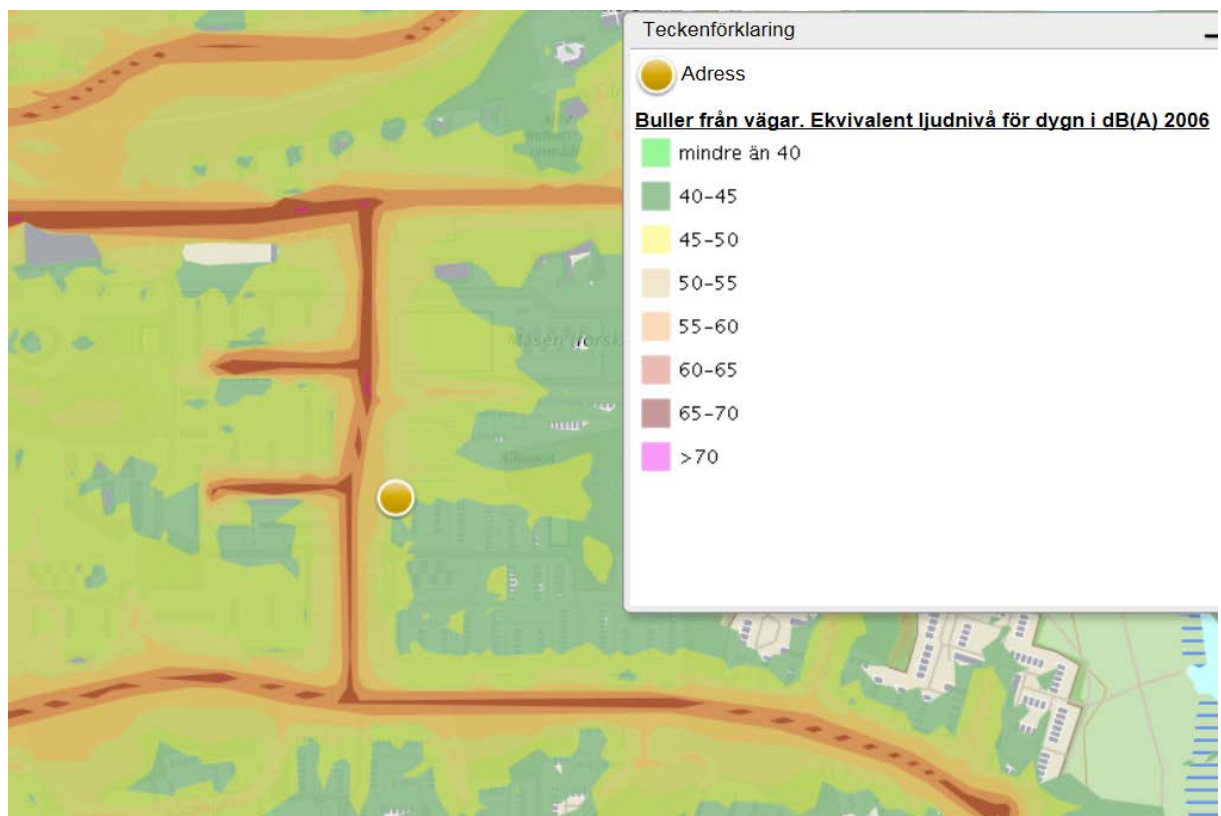 Teckenförklaring
Adress
Buller från vägar. Ekvivalent ljudnivå för dygn i dB(A) 2006
mindre än 40
40-45
45-50
50-55
55-60
60-65
65-70
>70